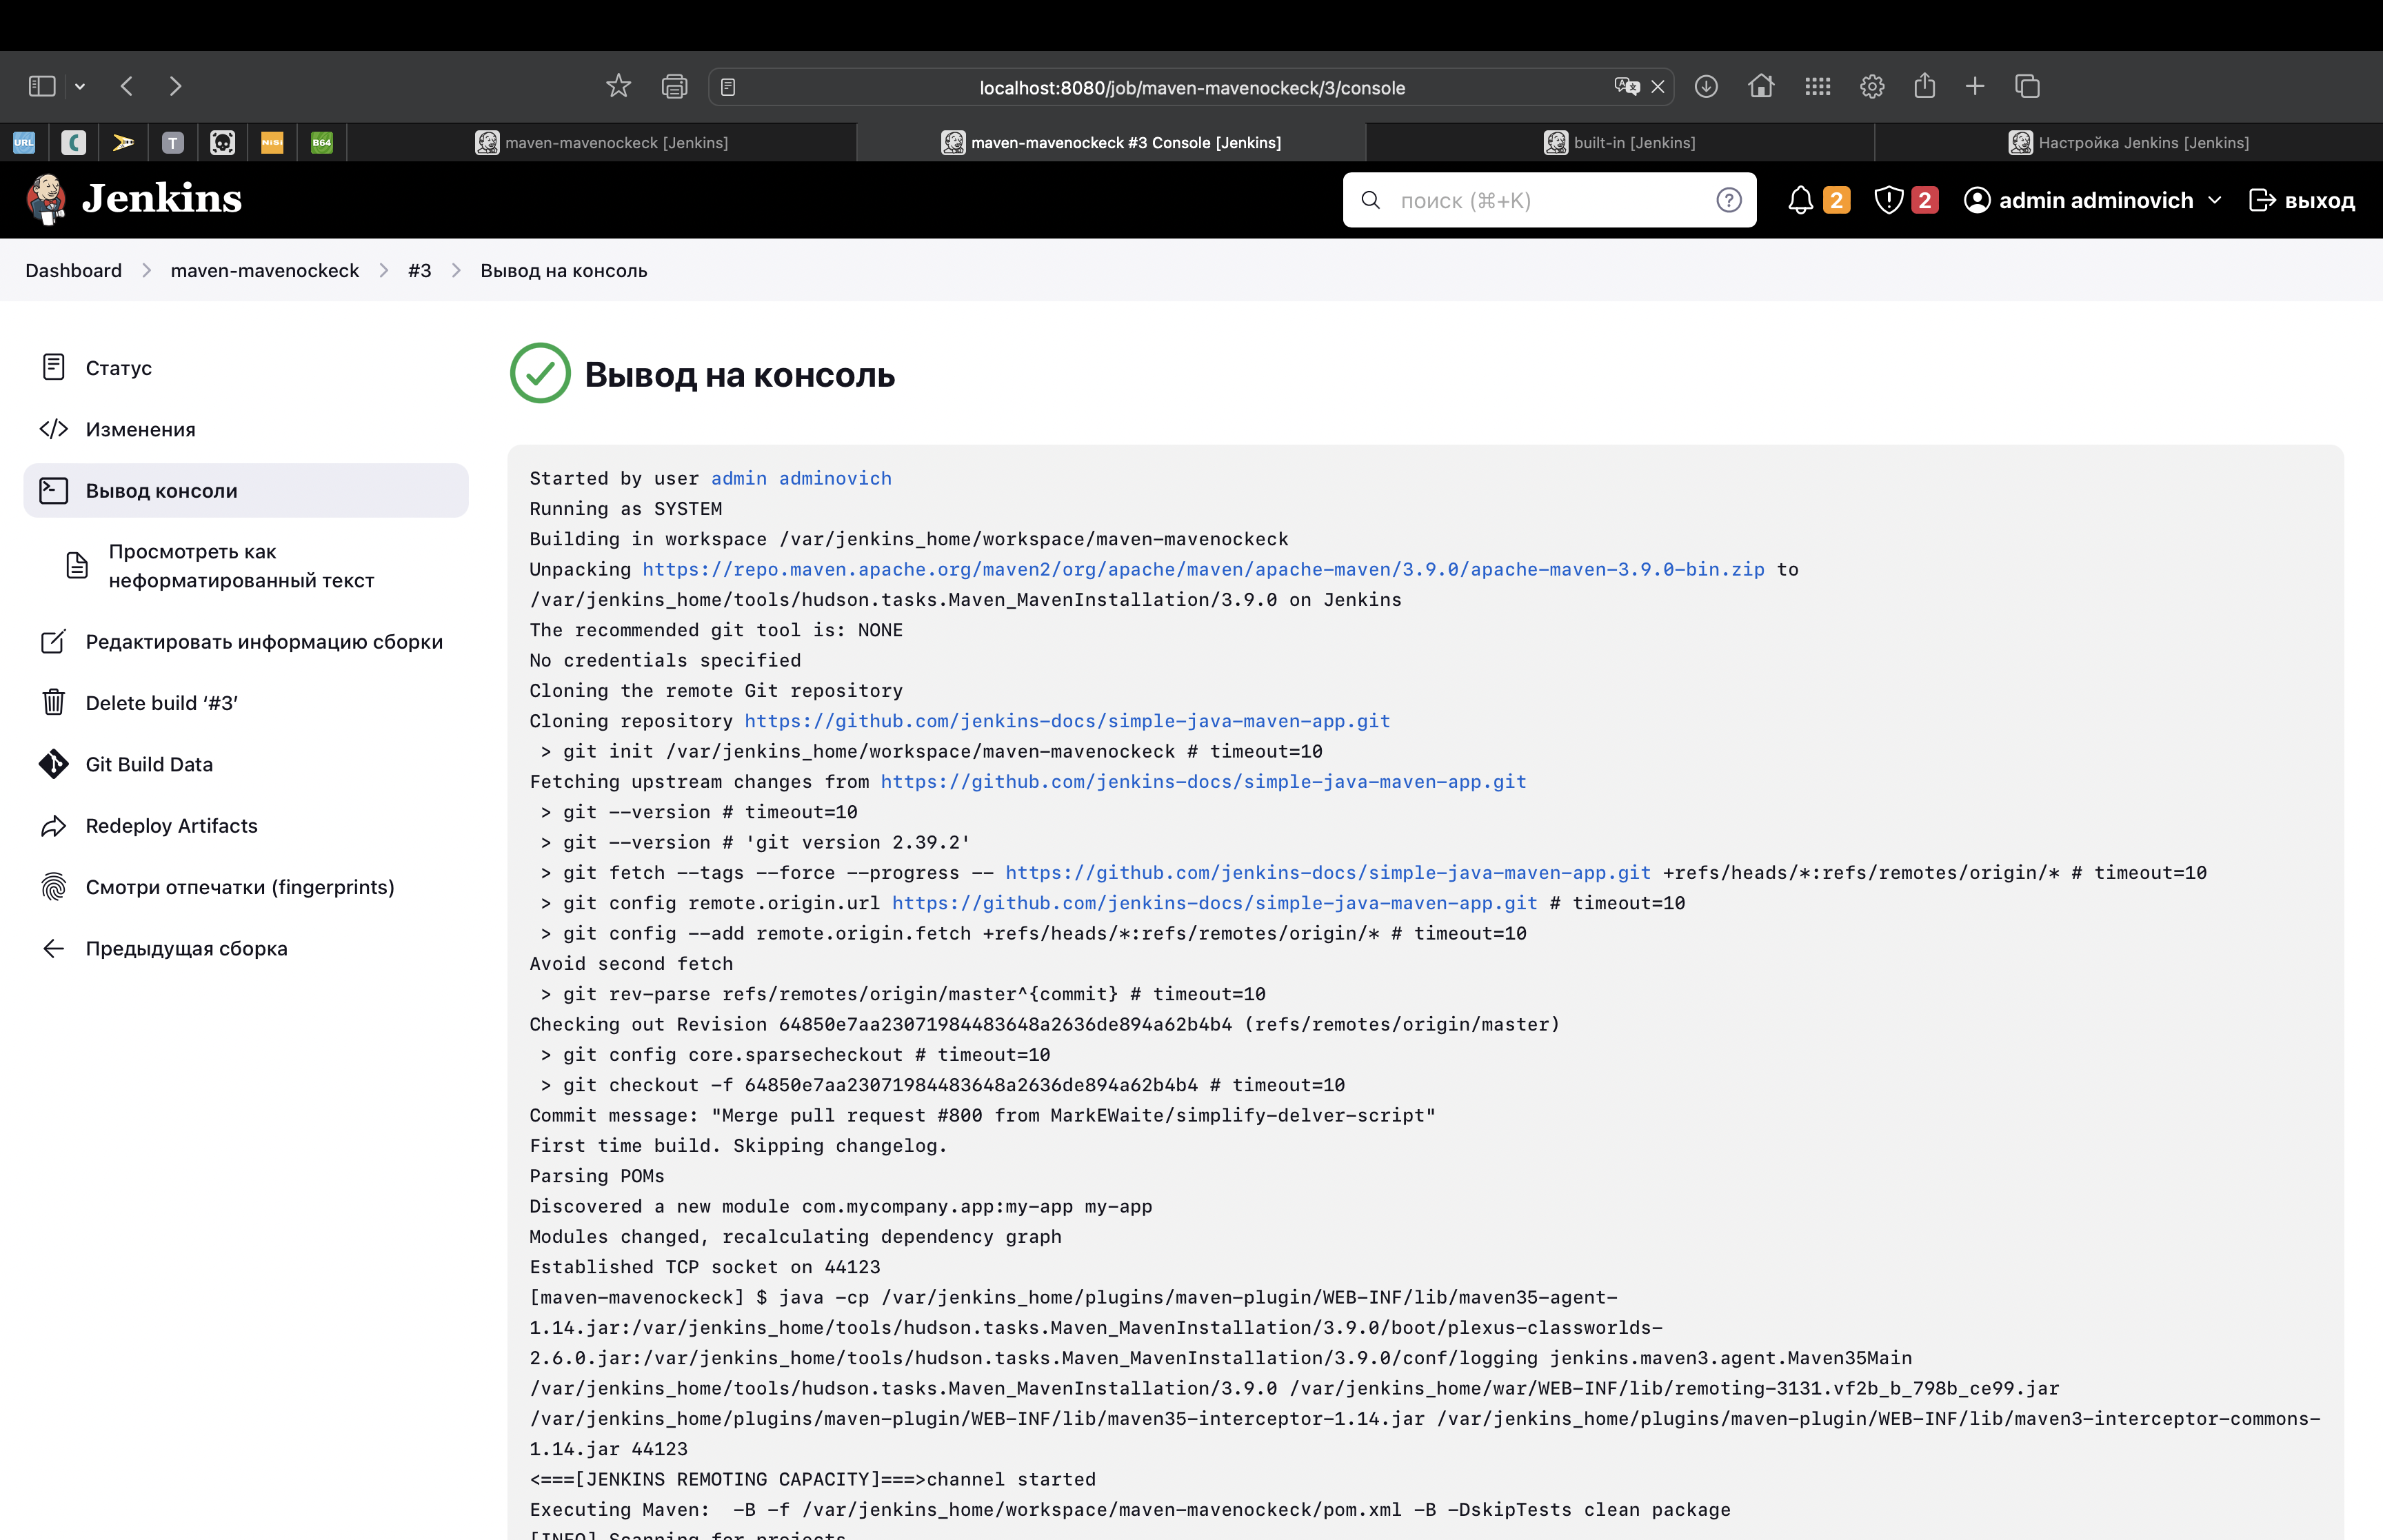 localhost:8080/job/maven-mavenockeck/3/console
URL
T
B64
maven-mavenockeck [Jenkins]
maven-mavenockeck #3 Console [Jenkins]
built-in [Jenkins]
Настройка Jenkins [Jenkins]
Jenkins
поиск (⌘+K)
2
2
admin adminovich
выход
Dashboard
maven-mavenockeck
#3
Вывод на консоль
Статус
Изменения
Вывод консоли
Просмотреть как
неформатированный текст
Редактировать информацию сборки
Delete build ‘#3’
Git Build Data
Redeploy Artifacts
Смотри отпечатки (fingerprints)
Предыдущая сборка
Вывод на консоль
Started by user admin adminovich
Running as SYSTEM
Building in workspace /var/jenkins_home/workspace/maven-mavenockeck
Unpacking https://repo.maven.apache.org/maven2/org/apache/maven/apache-maven/3.9.0/apache-maven-3.9.0-bin.zip to
/var/jenkins_home/tools/hudson.tasks.Maven_MavenInstallation/3.9.0 on Jenkins
The recommended git tool is: NONE
No credentials specified
Cloning the remote Git repository
Cloning repository https://github.com/jenkins-docs/simple-java-maven-app.git
> git init /var/jenkins_home/workspace/maven-mavenockeck # timeout=10
Fetching upstream changes from https://github.com/jenkins-docs/simple-java-maven-app.git
> git --version # timeout=10
> git --version # 'git version 2.39.2'
> git fetch --tags --force --progress -- https://github.com/jenkins-docs/simple-java-maven-app.git +refs/heads/*:refs/remotes/origin/* # timeout=10
> git config remote.origin.url https://github.com/jenkins-docs/simple-java-maven-app.git # timeout=10
> git config --add remote.origin.fetch +refs/heads/*:refs/remotes/origin/* # timeout=10
Avoid second fetch
> git rev-parse refs/remotes/origin/master^{commit} # timeout=10
Checking out Revision 64850e7aa23071984483648a2636de894a62b4b4 (refs/remotes/origin/master)
> git config core.sparsecheckout # timeout=10
> git checkout -f 64850e7aa23071984483648a2636de894a62b4b4 # timeout=10
Commit message: "Merge pull request #800 from MarkEWaite/simplify-delver-script"
First time build. Skipping changelog.
Parsing POMs
Discovered a new module com.mycompany.app:my-app my-app
Modules changed, recalculating dependency graph
Established TCP socket on 44123
[maven-mavenockeck] $ java -cp /var/jenkins_home/plugins/maven-plugin/WEB-INF/lib/maven35-agent-
1.14.jar:/var/jenkins_home/tools/hudson.tasks.Maven_MavenInstallation/3.9.0/boot/plexus-classworlds-
2.6.0.jar:/var/jenkins_home/tools/hudson.tasks.Maven_MavenInstallation/3.9.0/conf/logging jenkins.maven3.agent.Maven35Main
/var/jenkins_home/tools/hudson.tasks.Maven_MavenInstallation/3.9.0 /var/jenkins_home/war/WEB-INF/lib/remoting-3131.vf2b_b_798b_ce99.jar
/var/jenkins_home/plugins/maven-plugin/WEB-INF/lib/maven35-interceptor-1.14.jar /var/jenkins_home/plugins/maven-plugin/WEB-INF/lib/maven3-interceptor-commons-
1.14.jar 44123
<===[JENKINS REMOTING CAPACITY]===>channel started
Executing Maven:  -B -f /var/jenkins_home/workspace/maven-mavenockeck/pom.xml -B -DskipTests clean package
[INFO] Scanning for projects